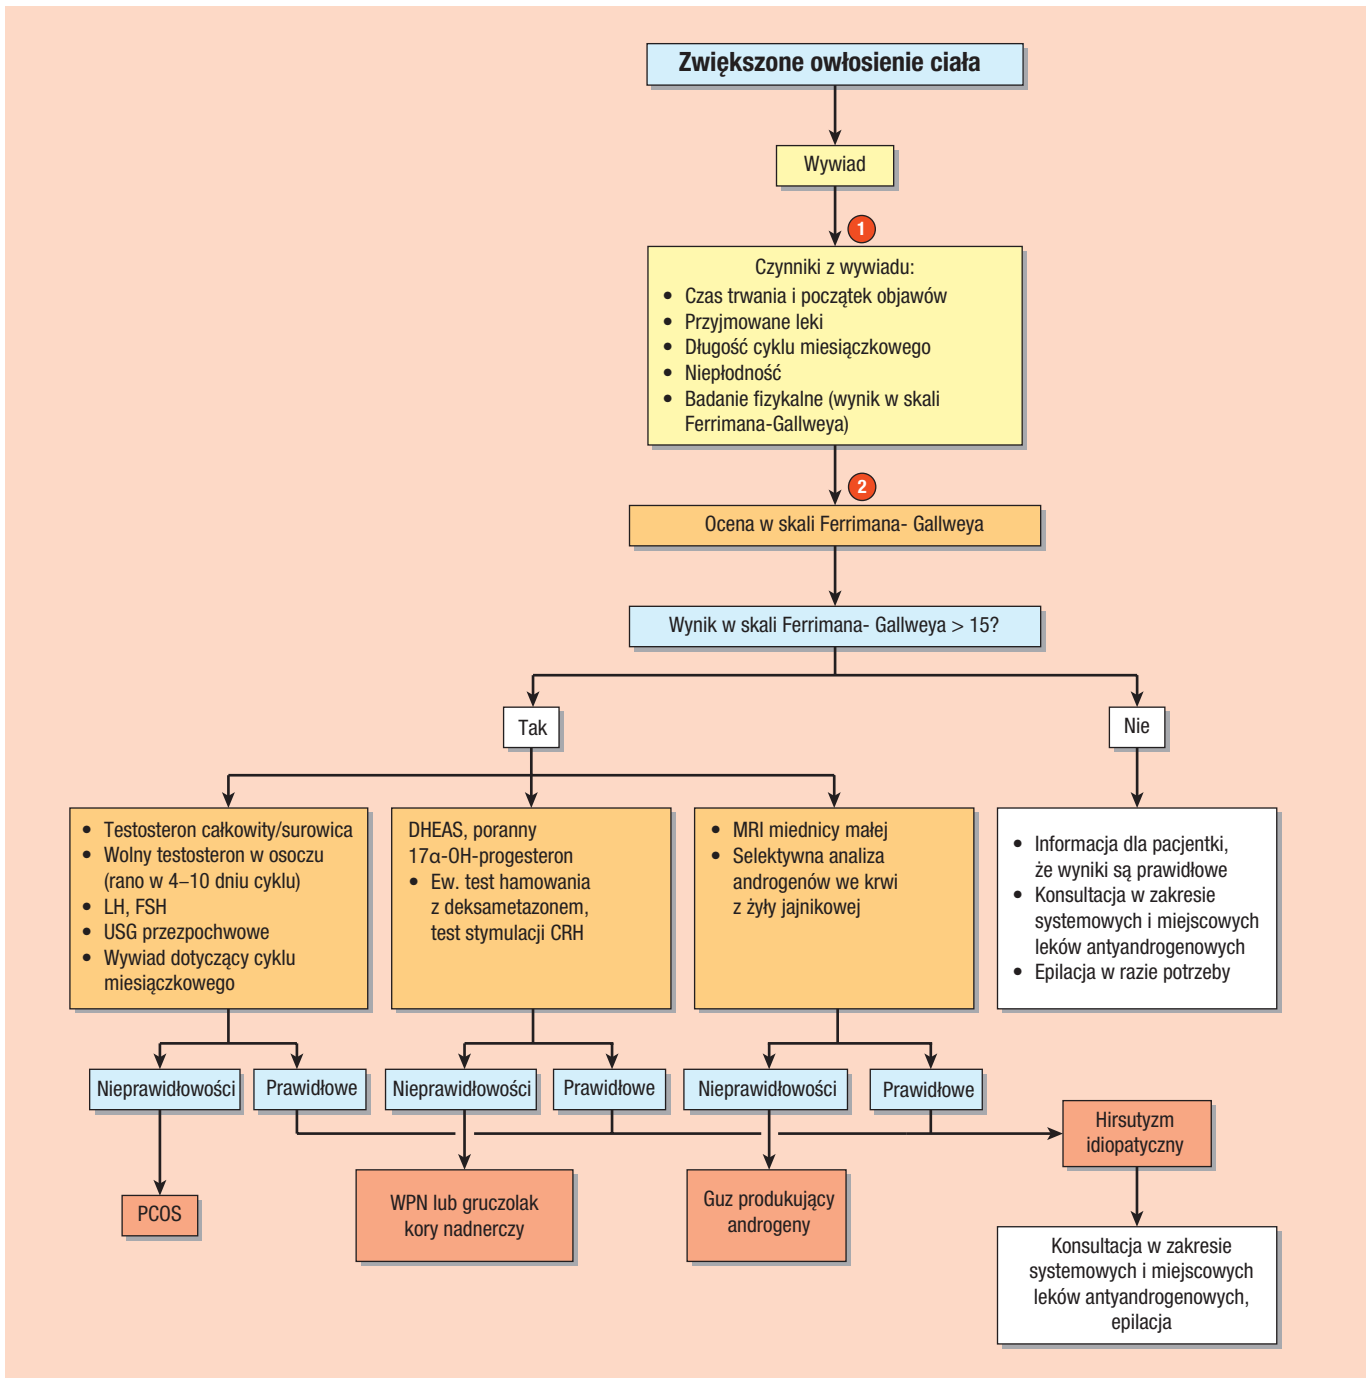 Zwiększone owłosienie ciała
Wywiad
1
Czynniki z wywiadu:
• Czas trwania i początek objawów
• Przyjmowane leki
• Długość cyklu miesiączkowego
• Niepłodność
• Badanie fizykalne (wynik w skali
Ferrimana-Gallweya)
2
Ocena w skali Ferrimana- Gallweya
Wynik w skali Ferrimana- Gallweya > 15?
Tak
Nie
• Testosteron całkowity/surowica
• Wolny testosteron w osoczu
(rano w 4–10 dniu cyklu)
• LH, FSH
• USG przezpochwowe
• Wywiad dotyczący cyklu
miesiączkowego
DHEAS, poranny
17α-OH-progesteron
• Ew. test hamowania
z deksametazonem,
test stymulacji CRH
• MRI miednicy małej
• Selektywna analiza
androgenów we krwi
z żyły jajnikowej
• Informacja dla pacjentki,
że wyniki są prawidłowe
• Konsultacja w zakresie
systemowych i miejscowych
leków antyandrogenowych
• Epilacja w razie potrzeby
Nieprawidłowości
Prawidłowe
Nieprawidłowości
Prawidłowe
Nieprawidłowości
Prawidłowe
Hirsutyzm
idiopatyczny
PCOS
WPN lub gruczolak
kory nadnerczy
Guz produkujący
androgeny
Konsultacja w zakresie
systemowych i miejscowych
leków antyandrogenowych,
epilacja